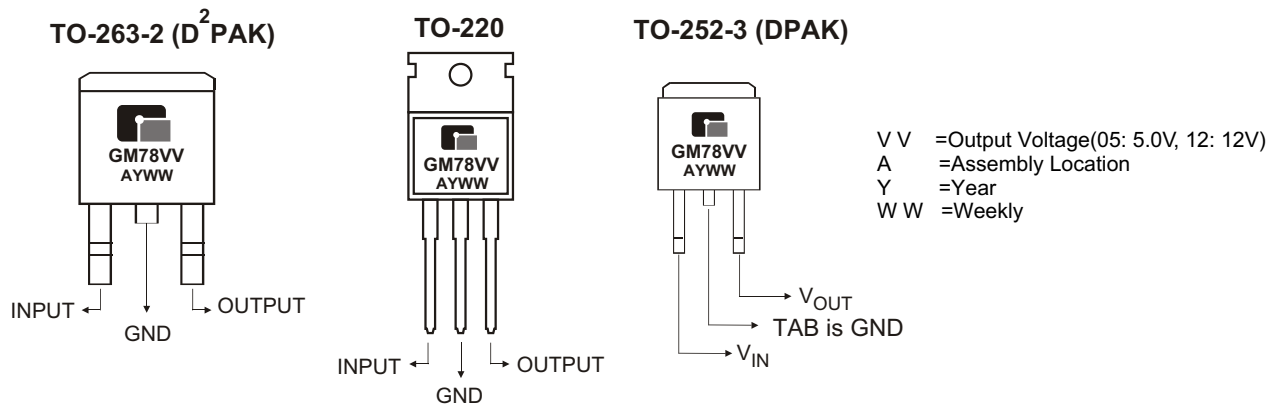 TO-263-2 (D²PAK)
GM78VV
AYWW
INPUT
GND
OUTPUT
TO-220
GM78VV
AYWW
INPUT
GND
OUTPUT
TO-252-3 (DPAK)
GM78VV
AYWW
VOUT
TAB is GND
VIN
V V =Output Voltage(05: 5.0V, 12: 12V)
A =Assembly Location
Y =Year
W W =Weekly